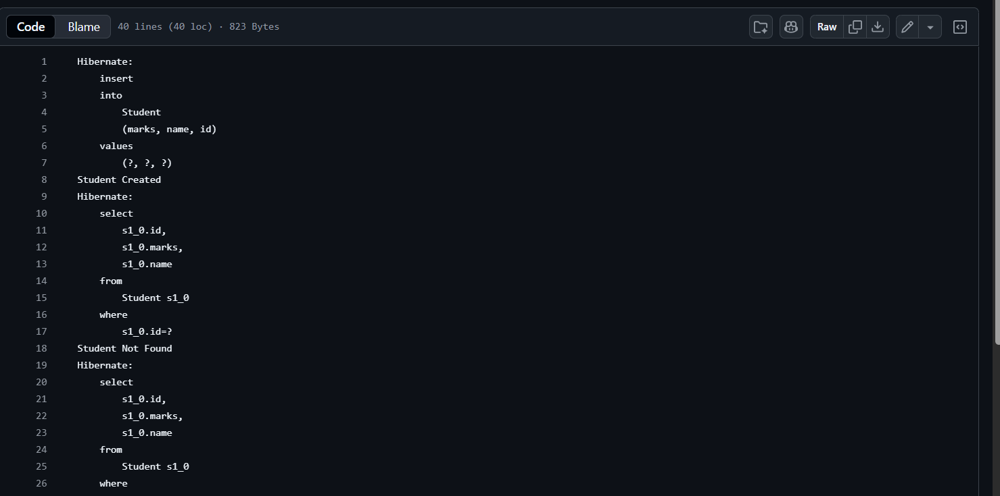 Code Blame 40 lines (40 loc) · 823 Bytes Raw
1 Hibernate:
2     insert
3     into
4         Student
5         (marks, name, id)
6     values
7         (?, ?, ?)
8 Student Created
9 Hibernate:
10     select
11         s1_0.id,
12         s1_0.marks,
13         s1_0.name
14     from
15         Student s1_0
16     where
17         s1_0.id=?
18 Student Not Found
19 Hibernate:
20     select
21         s1_0.id,
22         s1_0.marks,
23         s1_0.name
24     from
25         Student s1_0
26     where